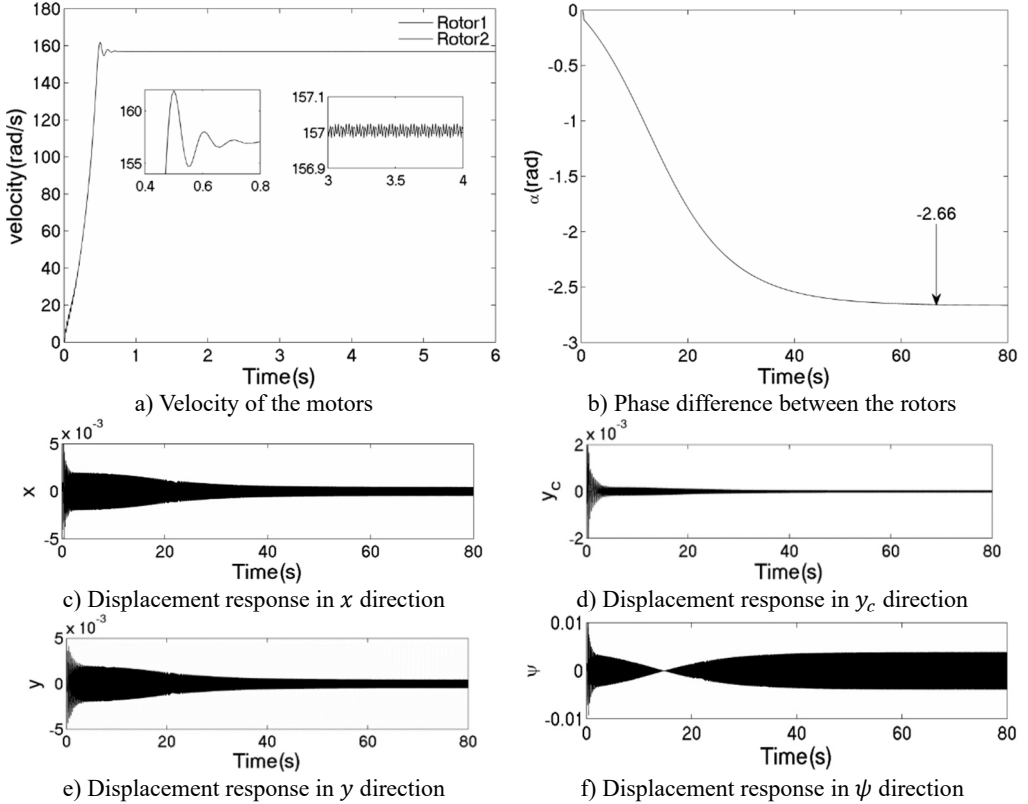 180
160
140
120
100
80
60
40
20
0
velocity(rad/s)
Rotor1
Rotor2
160
155
0.4 0.6 0.8
157.1
157
156.9
3 3.5 4
0 1 2 3 4 5 6
Time(s)
a) Velocity of the motors
0
-0.5
-1
-1.5
-2
-2.5
-3
α(rad)
-2.66
0 20 40 60 80
Time(s)
b) Phase difference between the rotors
5 x 10⁻³
0
-5
x
0 20 40 60 80
Time(s)
c) Displacement response in x direction
2 x 10⁻³
0
-2
y_c
0 20 40 60 80
Time(s)
d) Displacement response in y_c direction
5 x 10⁻³
0
-5
y
0 20 40 60 80
Time(s)
e) Displacement response in y direction
0.01
0
-0.01
ψ
0 20 40 60 80
Time(s)
f) Displacement response in ψ direction